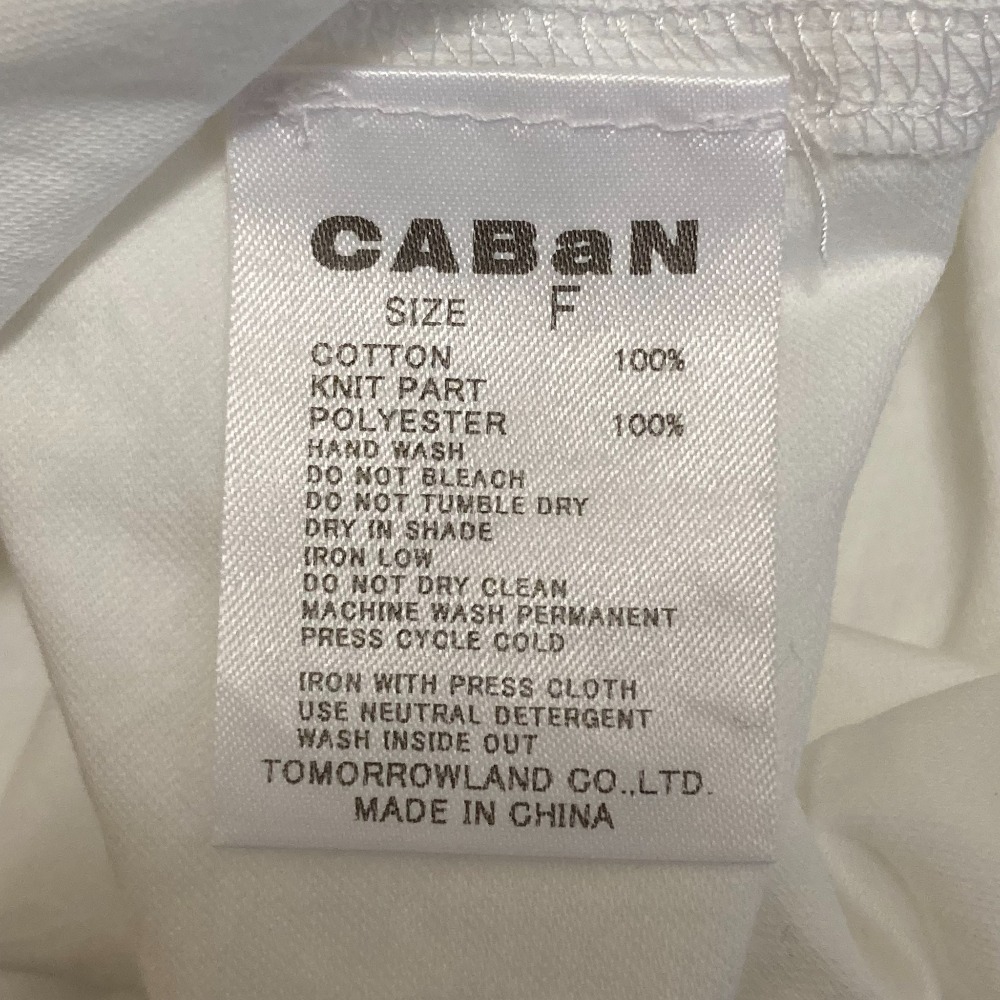 CABaN
SIZE F
COTTON 100%
KNIT PART
POLYESTER 100%
HAND WASH
DO NOT BLEACH
DO NOT TUMBLE DRY
DRY IN SHADE
IRON LOW
DO NOT DRY CLEAN
MACHINE WASH PERMANENT
PRESS CYCLE COLD
IRON WITH PRESS CLOTH
USE NEUTRAL DETERGENT
WASH INSIDE OUT
TOMORROWLAND CO.,LTD.
MADE IN CHINA